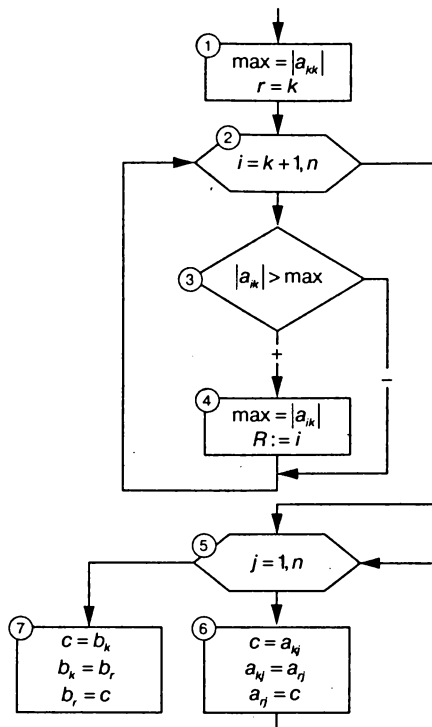 1
max = |a_kk|
r = k
2
i = k + 1, n
3
|a_ik| > max
+
−
4
max = |a_ik|
R := i
5
j = 1, n
7
c = b_k
b_k = b_r
b_r = c
6
c = a_kj
a_kj = a_rj
a_rj = c